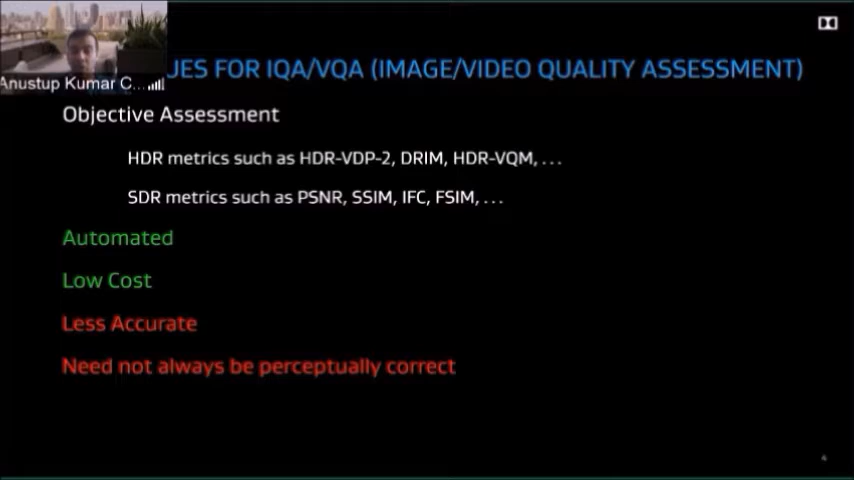 UES FOR IQA/VQA (IMAGE/VIDEO QUALITY ASSESSMENT)
Anustup Kumar C...
Objective Assessment
HDR metrics such as HDR-VDP-2, DRIM, HDR-VQM, ...
SDR metrics such as PSNR, SSIM, IFC, FSIM, ...
Automated
Low Cost
Less Accurate
Need not always be perceptually correct
4